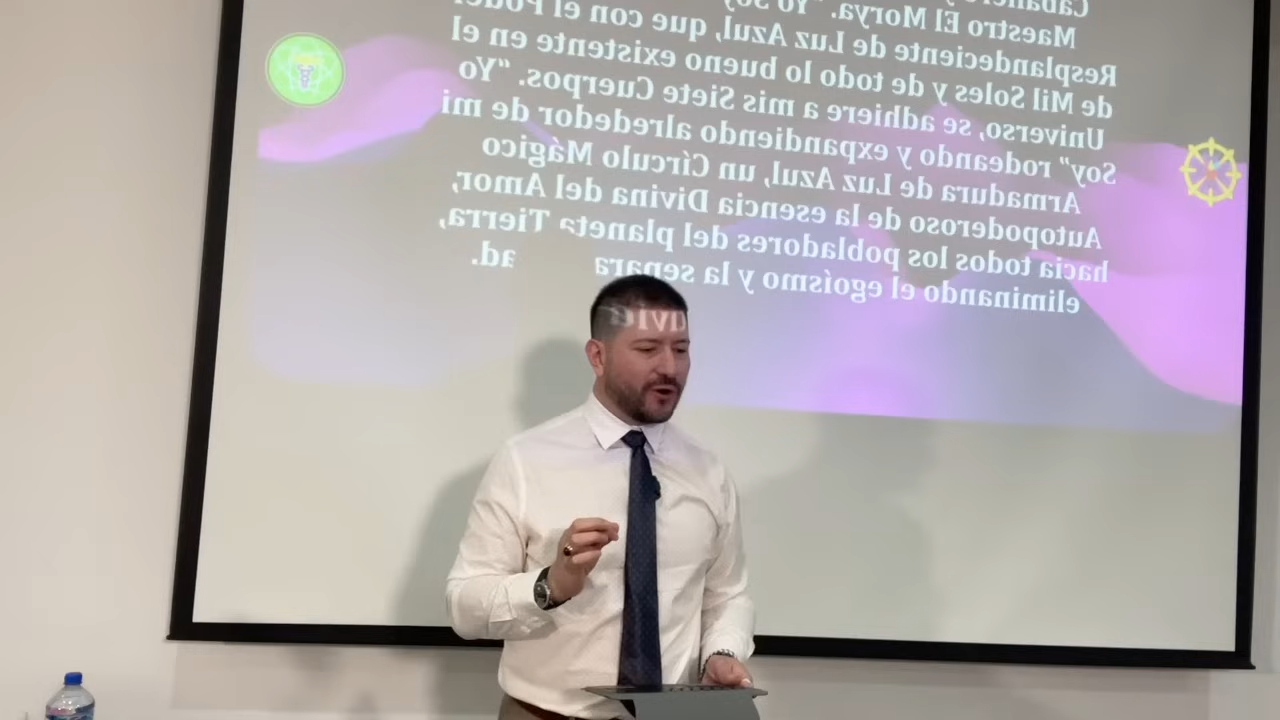 Caballero y
Maestro El Morya. “Yo Soy
Resplandeciente de Luz Azul, que con el Poder
de Mil Soles y de todo lo bueno existente en el
Universo, se adhiere a mis Siete Cuerpos. “Yo
Soy” rodeando y expandiendo alrededor de mi
Armadura de Luz Azul, un Círculo Mágico
Autopoderoso de la esencia Divina del Amor,
hacia todos los pobladores del planeta Tierra,
eliminando el egoísmo y la